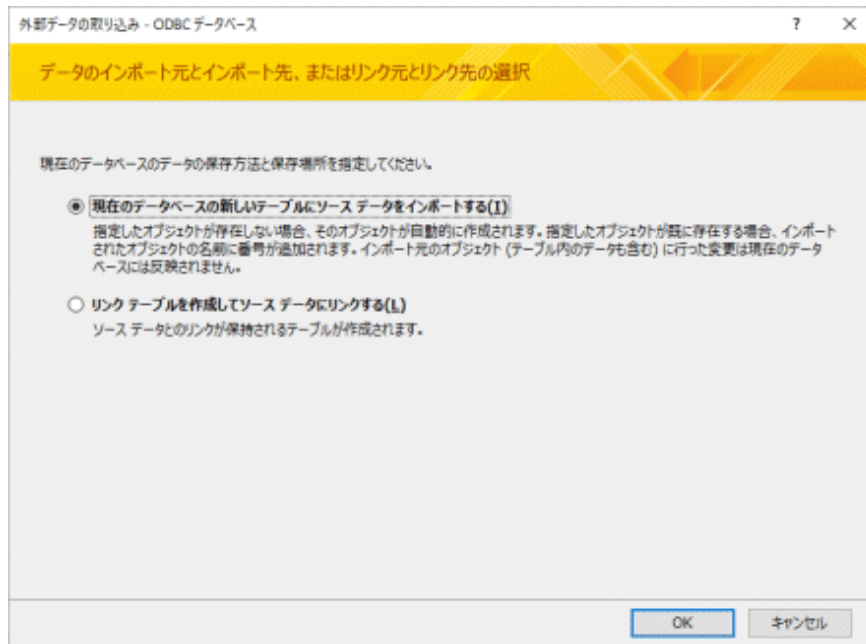 外部データの取り込み - ODBC データベース
? ×
データのインポート元とインポート先、またはリンク元とリンク先の選択
現在のデータベースのデータの保存方法と保存場所を指定してください。
現在のデータベースの新しいテーブルにソース データをインポートする(I)
指定したオブジェクトが存在しない場合、そのオブジェクトが自動的に作成されます。指定したオブジェクトが既に存在する場合、インポート
されたオブジェクトの名前に番号が追加されます。インポート元のオブジェクト (テーブル内のデータも含む) に行った変更は現在のデータ
ベースには反映されません。
リンク テーブルを作成してソース データにリンクする(L)
ソース データとのリンクが保持されるテーブルが作成されます。
OK
キャンセル